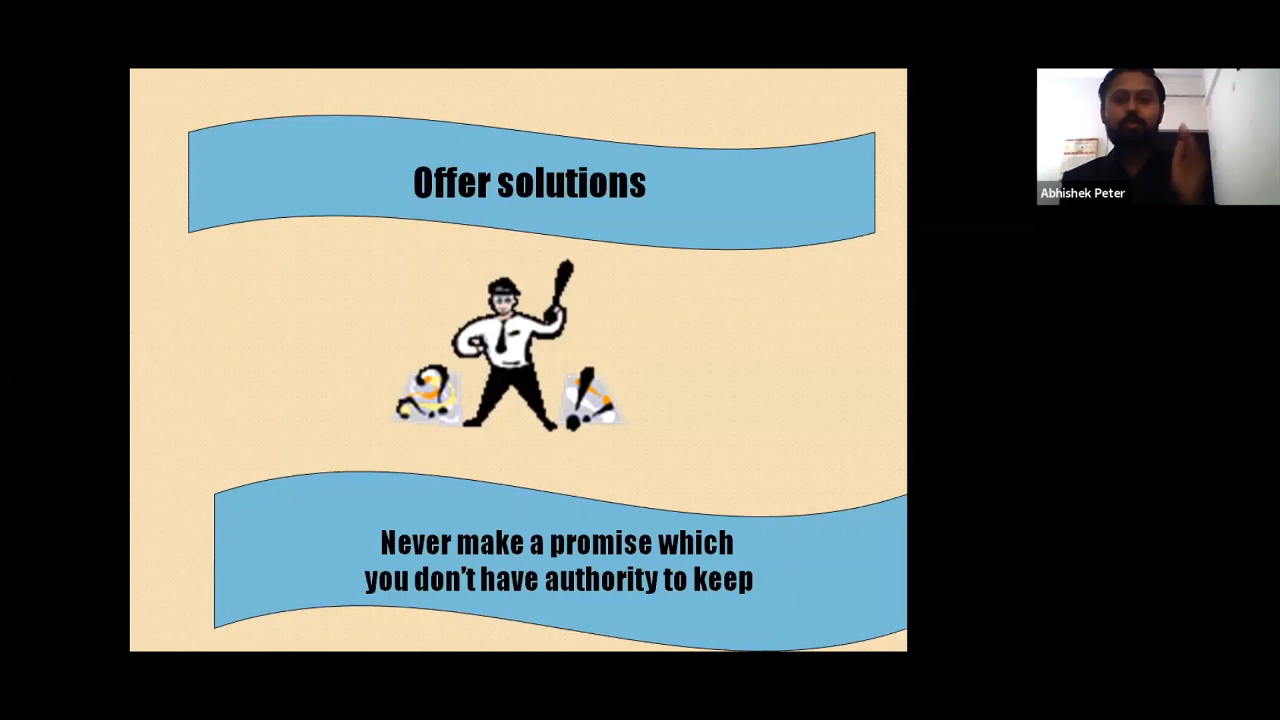 Offer solutions
Never make a promise which
you don't have authority to keep
Abhishek Peter